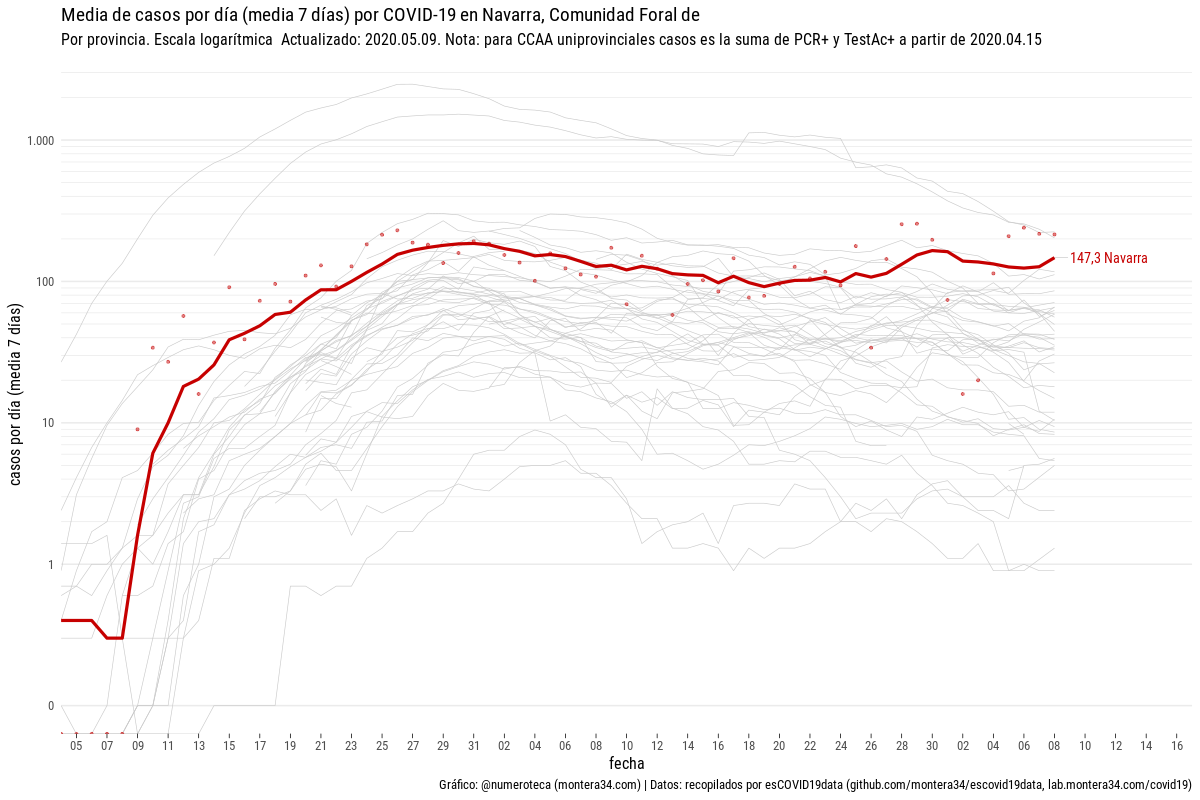 Media de casos por día (media 7 días) por COVID-19 en Navarra, Comunidad Foral de
Por provincia. Escala logarítmica  Actualizado: 2020.05.09. Nota: para CCAA uniprovinciales casos es la suma de PCR+ y TestAc+ a partir de 2020.04.15
casos por día (media 7 días)
1.000
100
10
1
0
147,3 Navarra
05 07 09 11 13 15 17 19 21 23 25 27 29 31 02 04 06 08 10 12 14 16 18 20 22 24 26 28 30 02 04 06 08 10 12 14 16
fecha
Gráfico: @numeroteca (montera34.com) | Datos: recopilados por esCOVID19data (github.com/montera34/escovid19data, lab.montera34.com/covid19)